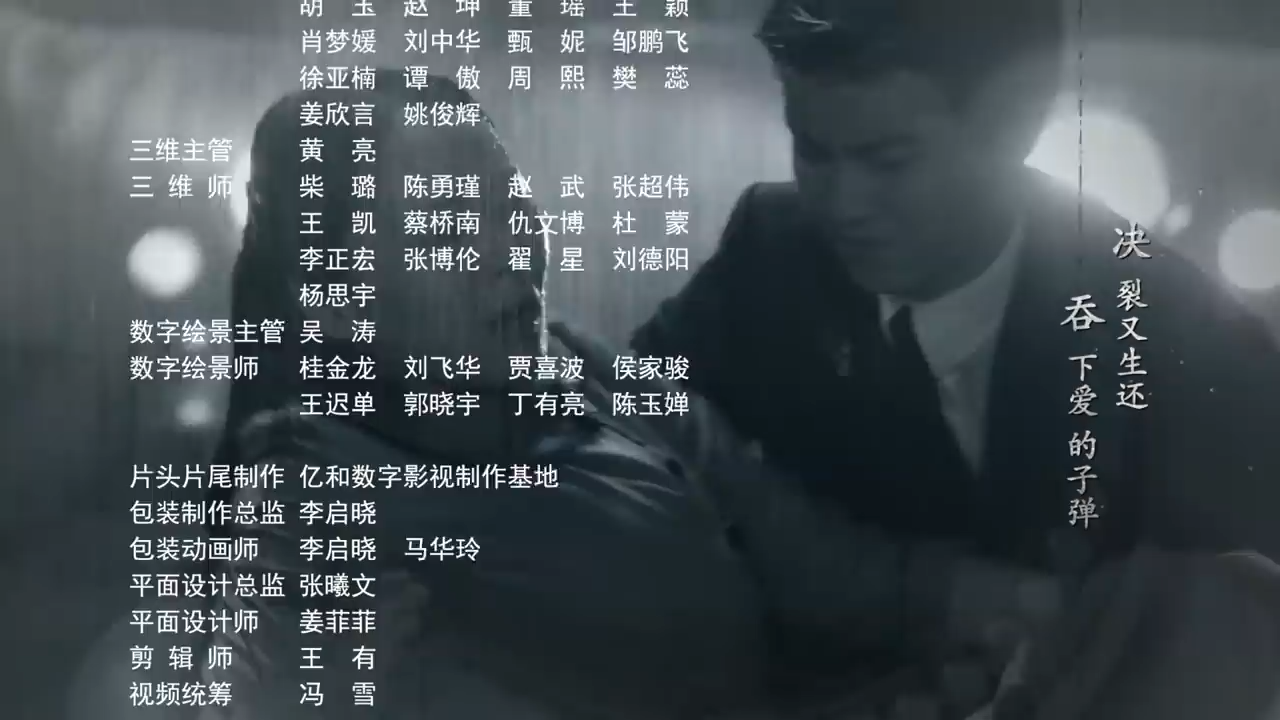 胡　玉　赵　坤　董　瑶　王　颖
肖梦媛　刘中华　甄　妮　邹鹏飞
徐亚楠　谭　傲　周　熙　樊　蕊
姜欣言　姚俊辉
三维主管　黄　亮
三 维 师　柴　璐　陈勇瑾　赵　武　张超伟
王　凯　蔡桥南　仇文博　杜　蒙
李正宏　张博伦　翟　星　刘德阳
杨思宇
数字绘景主管　吴　涛
数字绘景师　桂金龙　刘飞华　贾喜波　侯家骏
王迟单　郭晓宇　丁有亮　陈玉婵
片头片尾制作　亿和数字影视制作基地
包装制作总监　李启晓
包装动画师　李启晓　马华玲
平面设计总监　张曦文
平面设计师　姜菲菲
剪 辑 师　王　有
视频统筹　冯　雪
决裂又生还
吞下爱的子弹